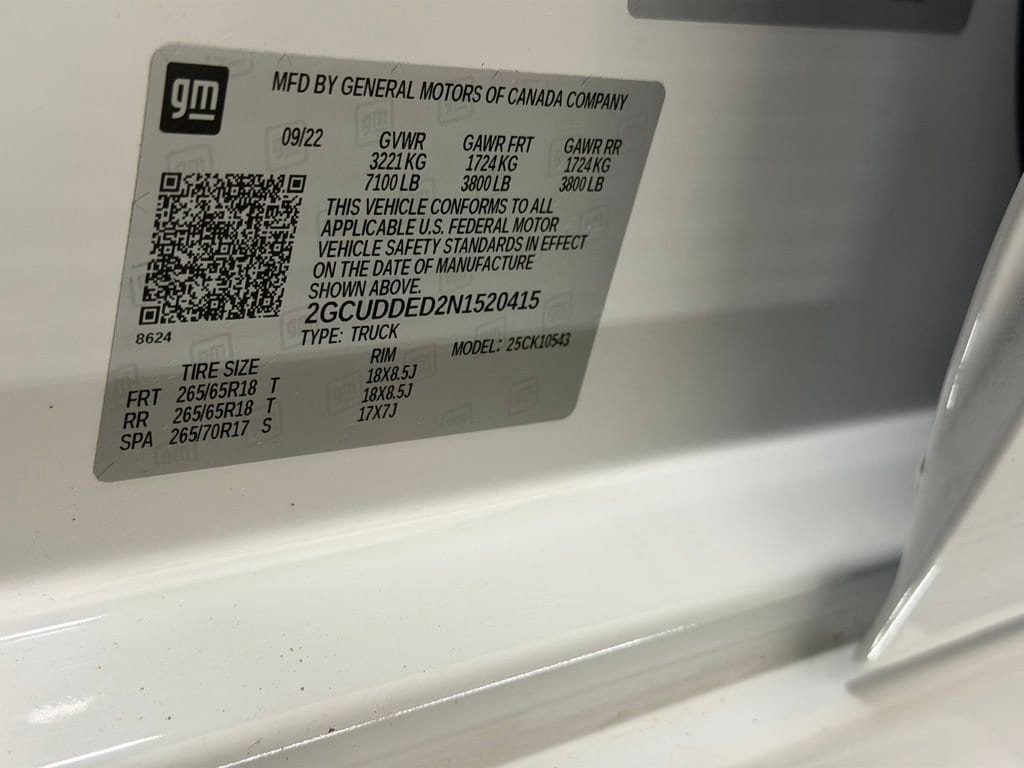 gm
MFD BY GENERAL MOTORS OF CANADA COMPANY
09/22 GVWR GAWR FRT GAWR RR
3221 KG 1724 KG 1724 KG
7100 LB 3800 LB 3800 LB
THIS VEHICLE CONFORMS TO ALL
APPLICABLE U.S. FEDERAL MOTOR
VEHICLE SAFETY STANDARDS IN EFFECT
ON THE DATE OF MANUFACTURE
SHOWN ABOVE.
2GCUDDED2N1520415
8624 TYPE: TRUCK MODEL: 25CK10543
TIRE SIZE RIM
FRT 265/65R18 T 18X8.5J
RR 265/65R18 T 18X8.5J
SPA 265/70R17 S 17X7J